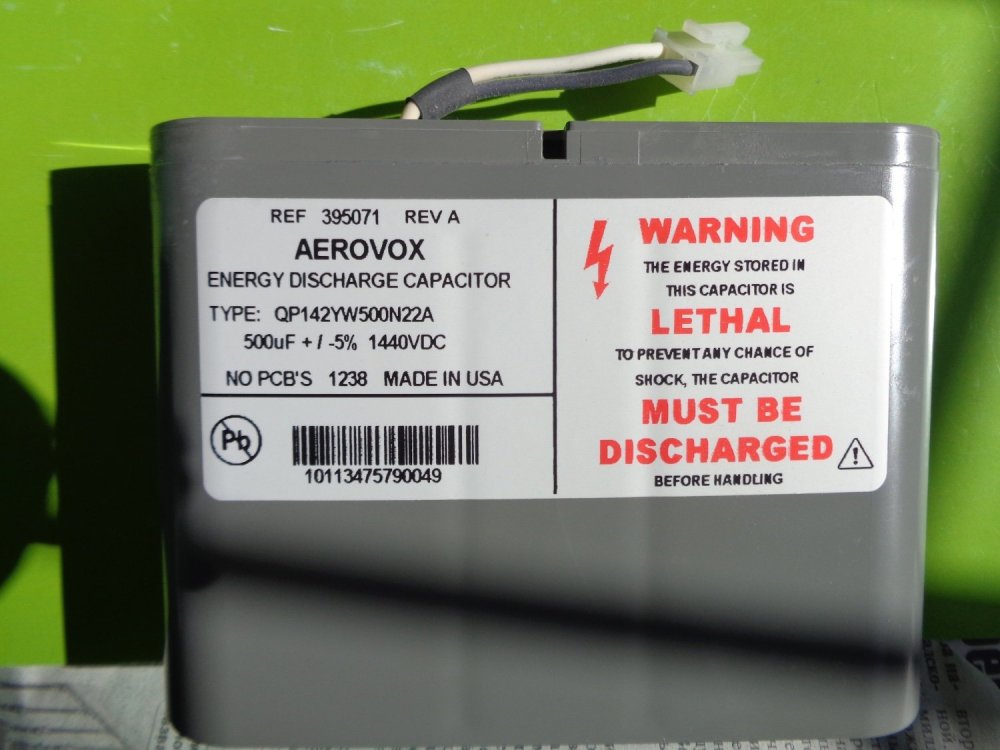 REF 395071 REV A
AEROVOX
ENERGY DISCHARGE CAPACITOR
TYPE: QP142YW500N22A
500uF + / -5% 1440VDC
NO PCB'S 1238 MADE IN USA
Pb
10113475790049
WARNING
THE ENERGY STORED IN
THIS CAPACITOR IS
LETHAL
TO PREVENT ANY CHANCE OF
SHOCK, THE CAPACITOR
MUST BE
DISCHARGED
BEFORE HANDLING